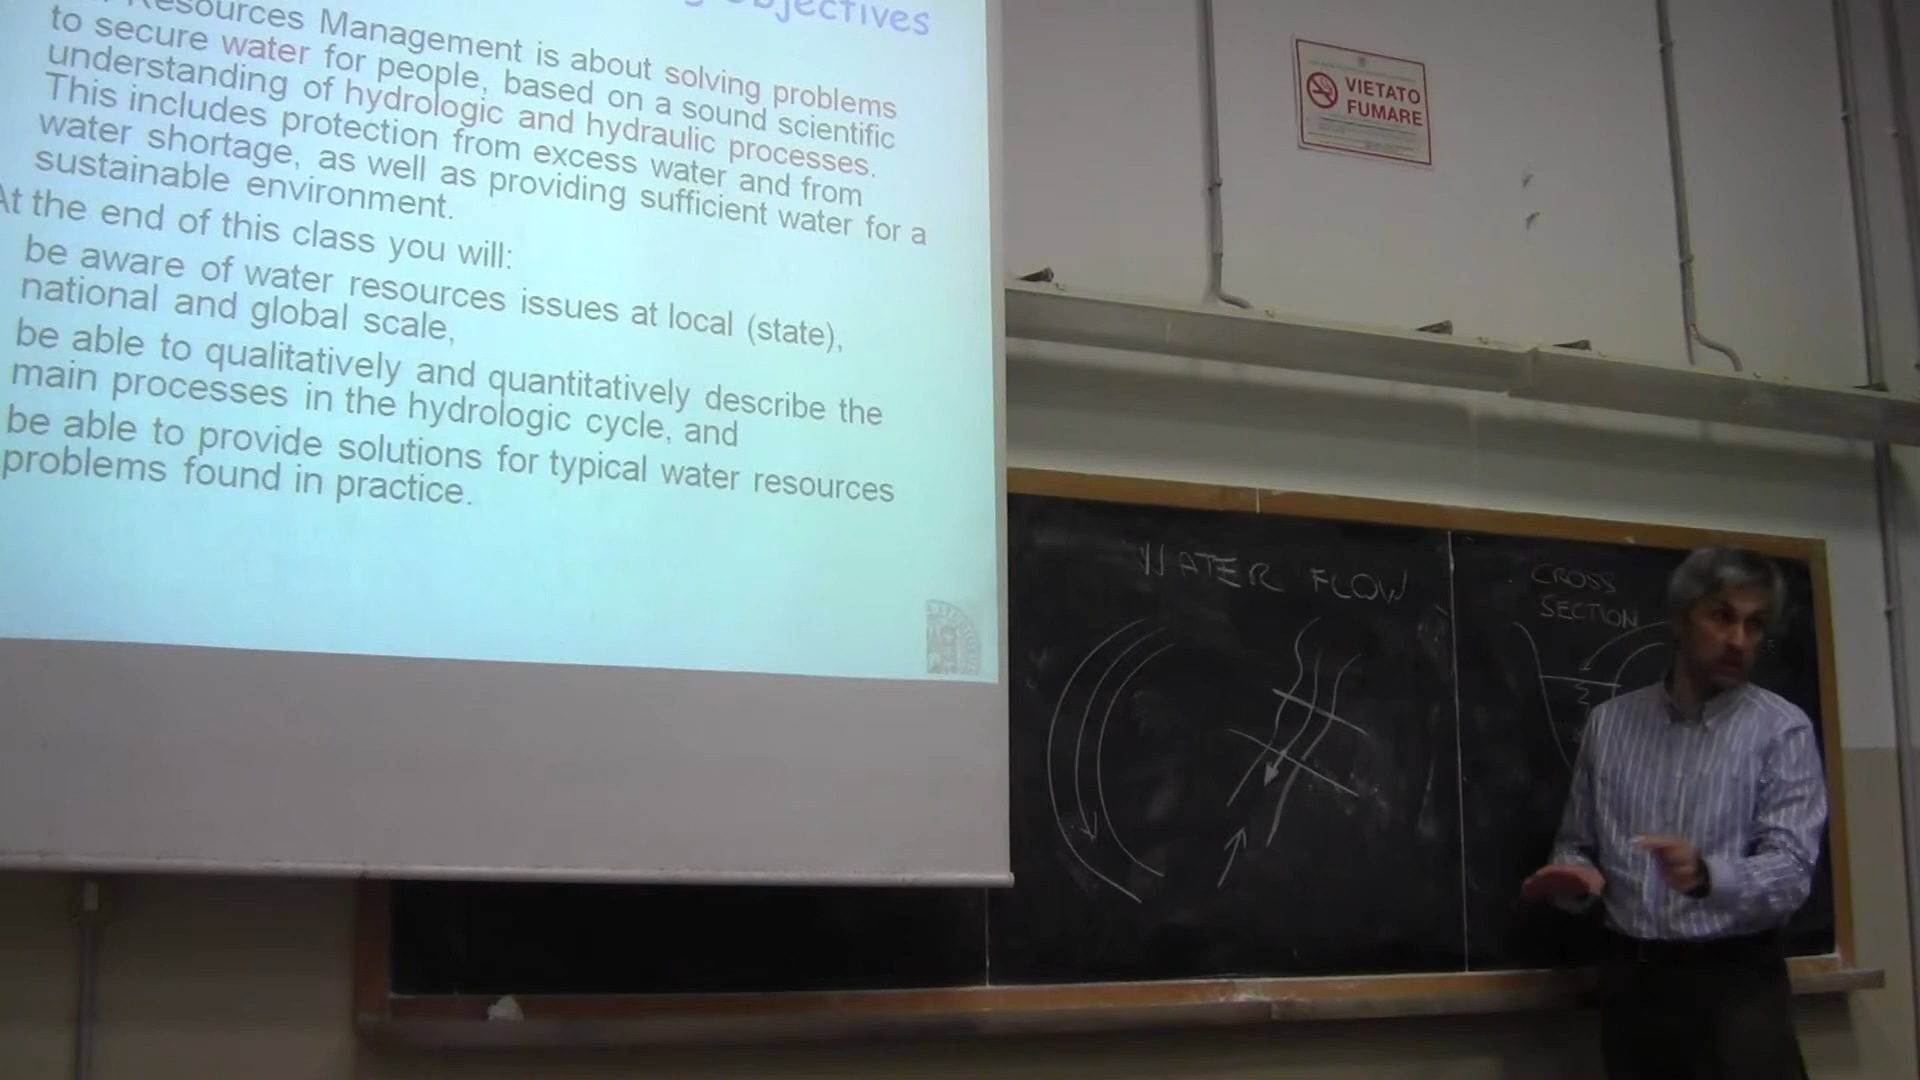 Objectives
Resources Management is about solving problems
to secure water for people, based on a sound scientific
understanding of hydrologic and hydraulic processes.
This includes protection from excess water and from
water shortage, as well as providing sufficient water for a
sustainable environment.
At the end of this class you will:
be aware of water resources issues at local (state),
national and global scale,
be able to qualitatively and quantitatively describe the
main processes in the hydrologic cycle, and
be able to provide solutions for typical water resources
problems found in practice.
VIETATO
FUMARE
WATER FLOW
CROSS
SECTION